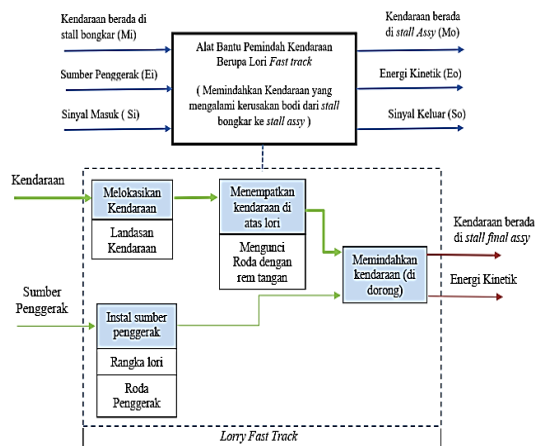 Kendaraan berada di
stall bongkar (Mi)
Sumber Penggerak (Ei)
Sinyal Masuk ( Si)
Alat Bantu Pemindah Kendaraan
Berupa Lori Fast track
( Memindahkan Kendaraan yang
mengalami kerusakan bodi dari stall
bongkar ke stall assy )
Kendaraan berada
di stall Assy (Mo)
Energi Kinetik (Eo)
Sinyal Keluar (So)
Kendaraan
Melokasikan
Kendaraan
Landasan
Kendaraan
Menempatkan
kendaraan di
atas lori
Mengunci
Roda dengan
rem tangan
Memindahkan
kendaraan (di
dorong)
Kendaraan berada
di stall final assy
Energi Kinetik
Sumber
Penggerak
Instal sumber
penggerak
Rangka lori
Roda
Penggerak
Lorry Fast Track